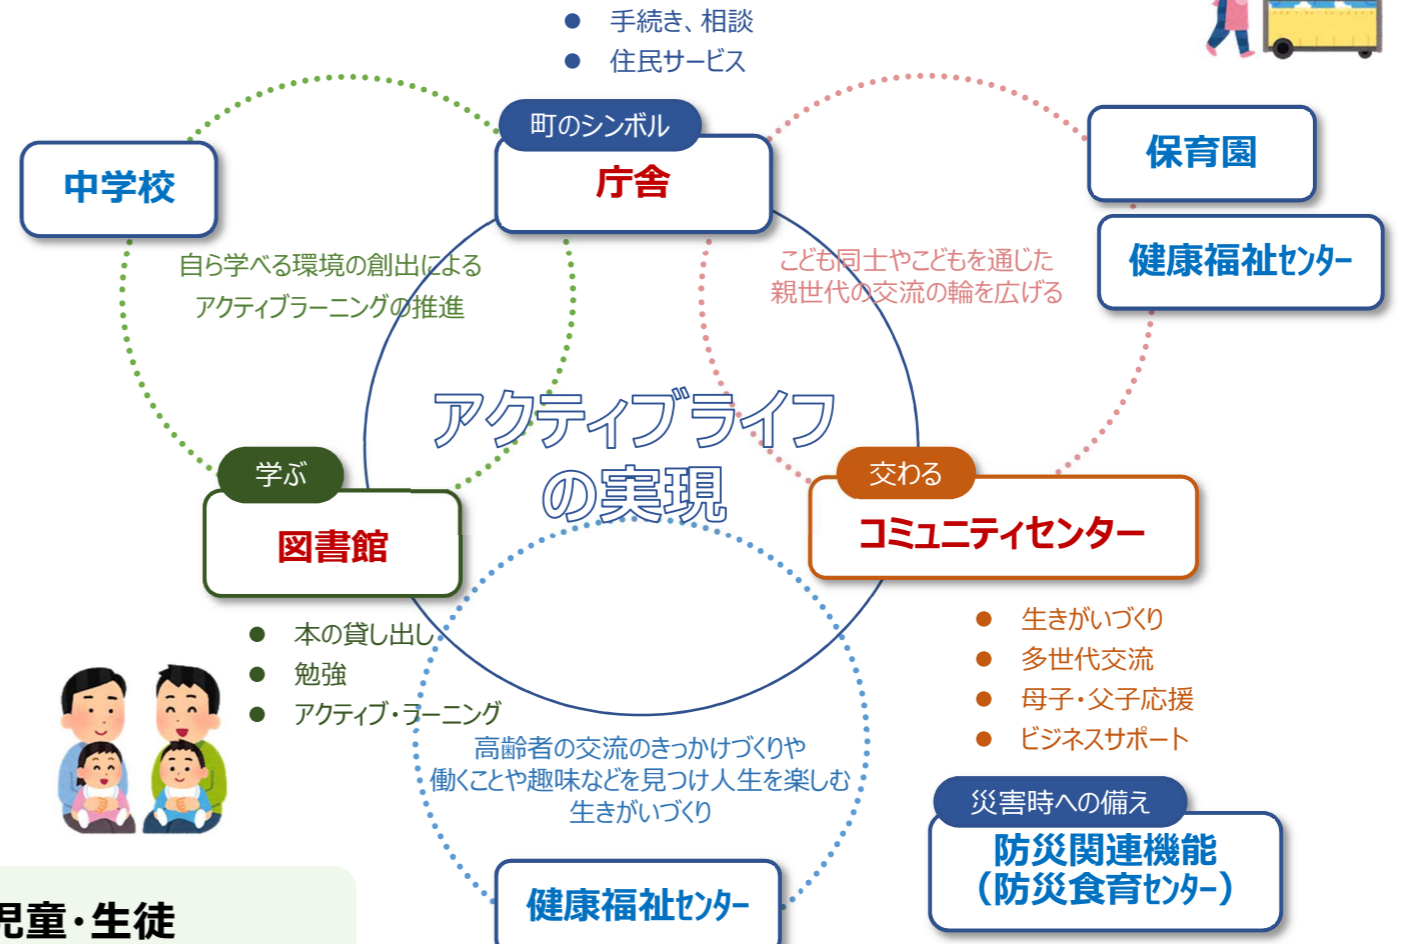 手続き、相談
住民サービス
町のシンボル
庁舎
中学校
保育園
健康福祉センター
自ら学べる環境の創出による
アクティブラーニングの推進
こども同士やこどもを通じた
親世代の交流の輪を広げる
アクティブライフ
の実現
学ぶ
図書館
交わる
コミュニティセンター
本の貸し出し
勉強
アクティブ・ラーニング
生きがいづくり
多世代交流
母子・父子応援
ビジネスサポート
高齢者の交流のきっかけづくりや
働くことや趣味などを見つけ人生を楽しむ
生きがいづくり
災害時への備え
防災関連機能
（防災食育センター）
健康福祉センター
児童・生徒